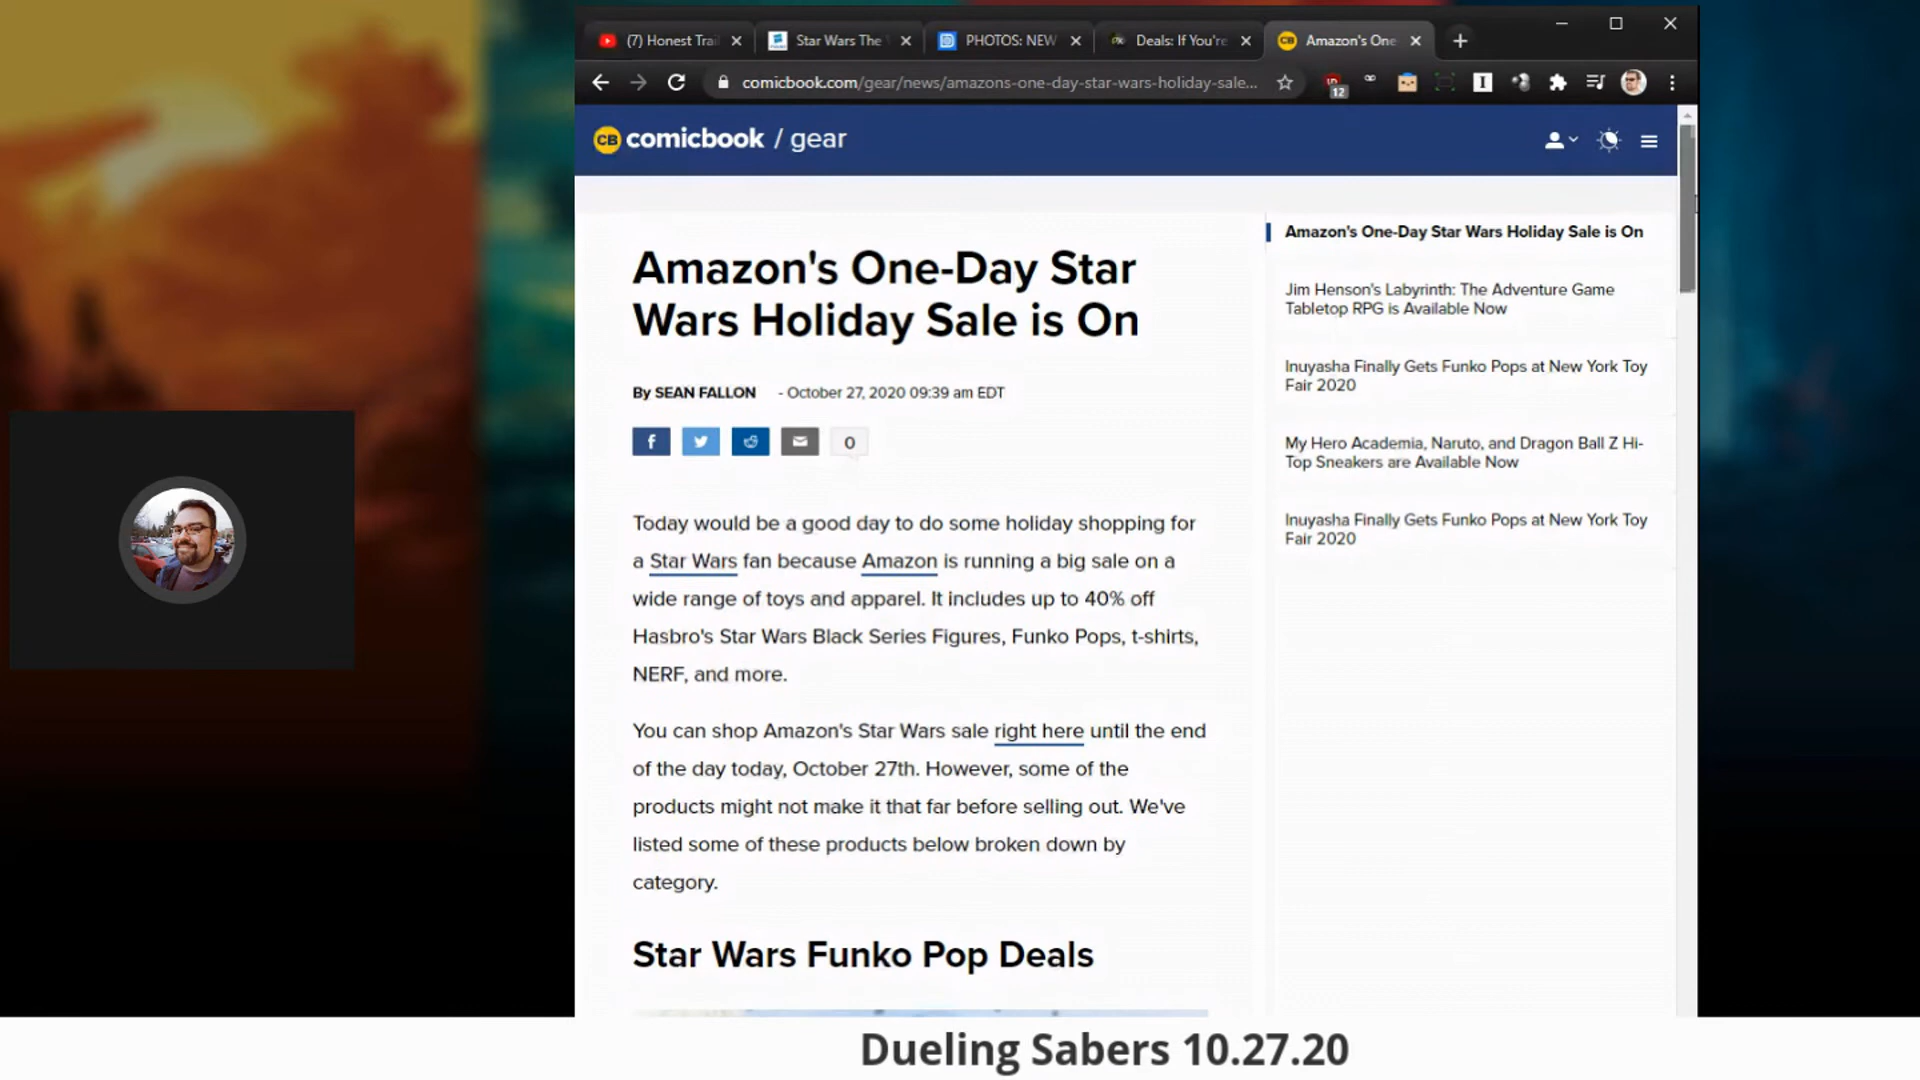 (7) Honest Trai
Star Wars The
PHOTOS: NEW
Deals: If You're
Amazon's One
comicbook.com/gear/news/amazons-one-day-star-wars-holiday-sale...
12
CB comicbook / gear
Amazon's One-Day Star
Wars Holiday Sale is On
By SEAN FALLON - October 27, 2020 09:39 am EDT
0
Today would be a good day to do some holiday shopping for
a Star Wars fan because Amazon is running a big sale on a
wide range of toys and apparel. It includes up to 40% off
Hasbro's Star Wars Black Series Figures, Funko Pops, t-shirts,
NERF, and more.
You can shop Amazon's Star Wars sale right here until the end
of the day today, October 27th. However, some of the
products might not make it that far before selling out. We've
listed some of these products below broken down by
category.
Star Wars Funko Pop Deals
Amazon's One-Day Star Wars Holiday Sale is On
Jim Henson's Labyrinth: The Adventure Game
Tabletop RPG is Available Now
Inuyasha Finally Gets Funko Pops at New York Toy
Fair 2020
My Hero Academia, Naruto, and Dragon Ball Z Hi-
Top Sneakers are Available Now
Inuyasha Finally Gets Funko Pops at New York Toy
Fair 2020
Dueling Sabers 10.27.20